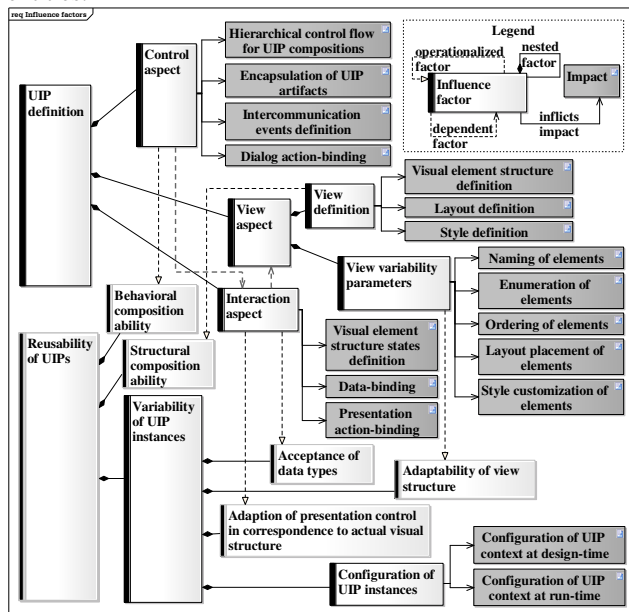 req Influence factors
Control
aspect
Hierarchical control flow
for UIP compositions
Encapsulation of UIP
artifacts
Intercommunication
events definition
Dialog action-binding
Legend
operationalized
factor
nested
factor
Influence
factor
Impact
dependent
factor
inflicts
impact
UIP
definition
View
aspect
View
definition
Visual element structure
definition
Layout definition
Style definition
View variability
parameters
Naming of elements
Enumeration of
elements
Ordering of elements
Layout placement of
elements
Style customization of
elements
Behavioral
composition
ability
Interaction
aspect
Visual element
structure states
definition
Data-binding
Presentation
action-binding
Reusability
of UIPs
Structural
composition
ability
Variability
of UIP
instances
Acceptance of
data types
Adaptability of view
structure
Adaption of presentation control
in correspondence to actual visual
structure
Configuration of
UIP instances
Configuration of UIP
context at design-time
Configuration of UIP
context at run-time